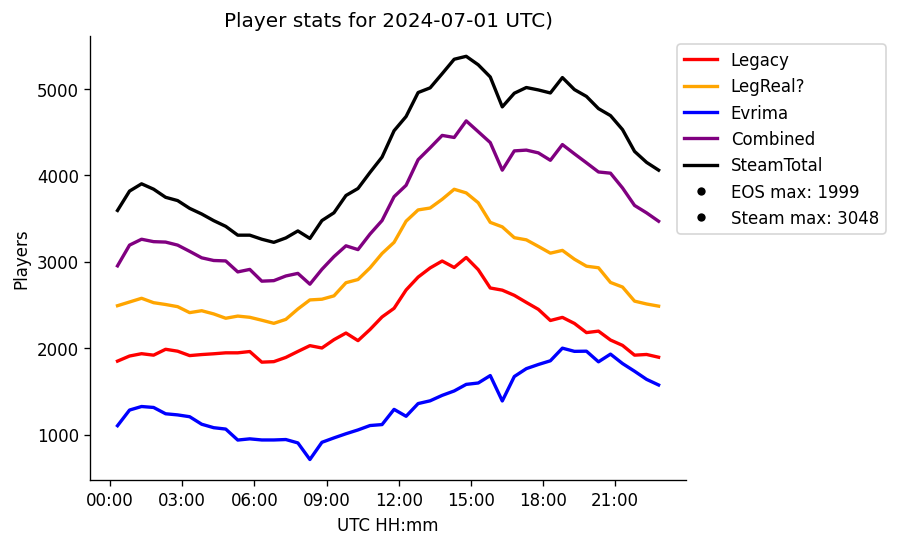 Player stats for 2024-07-01 UTC)
Legacy
LegReal?
Evrima
Combined
SteamTotal
EOS max: 1999
Steam max: 3048
Players
5000
4000
3000
2000
1000
00:00 03:00 06:00 09:00 12:00 15:00 18:00 21:00
UTC HH:mm